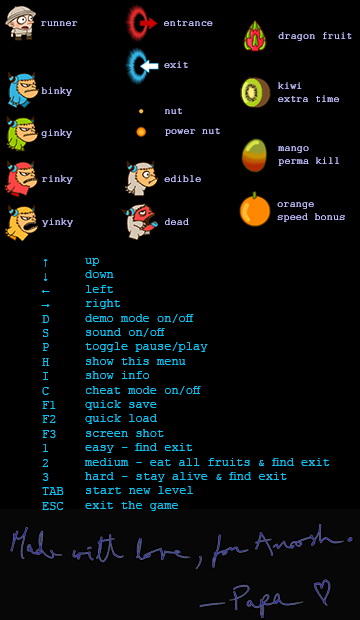 runner
entrance
dragon fruit
exit
binky
kiwi
extra time
nut
ginky
power nut
mango
perma kill
rinky
edible
yinky
dead
orange
speed bonus
↑ up
↓ down
← left
→ right
D demo mode on/off
S sound on/off
P toggle pause/play
H show this menu
I show info
C cheat mode on/off
F1 quick save
F2 quick load
F3 screen shot
1 easy - find exit
2 medium - eat all fruits & find exit
3 hard - stay alive & find exit
TAB start new level
ESC exit the game
Made with love, for Anoosh.
—Papa ♡